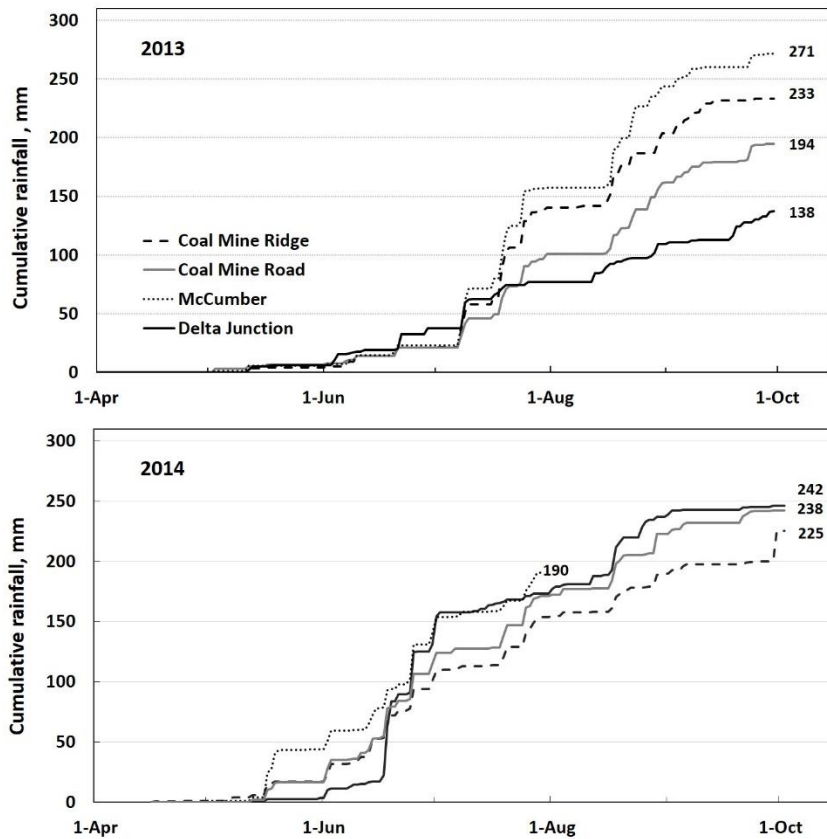 300
2013
250
200
150
100
50
0
Cumulative rainfall , mm
271
233
194
138
Coal Mine Ridge
Coal Mine Road
McCumber
Delta Junction
1-Apr
1-Jun
1-Aug
1-Oct
300
2014
250
200
150
100
50
0
Cumulative rainfall, mm
242
238
225
190
1-Apr
1-Jun
1-Aug
1-Oct